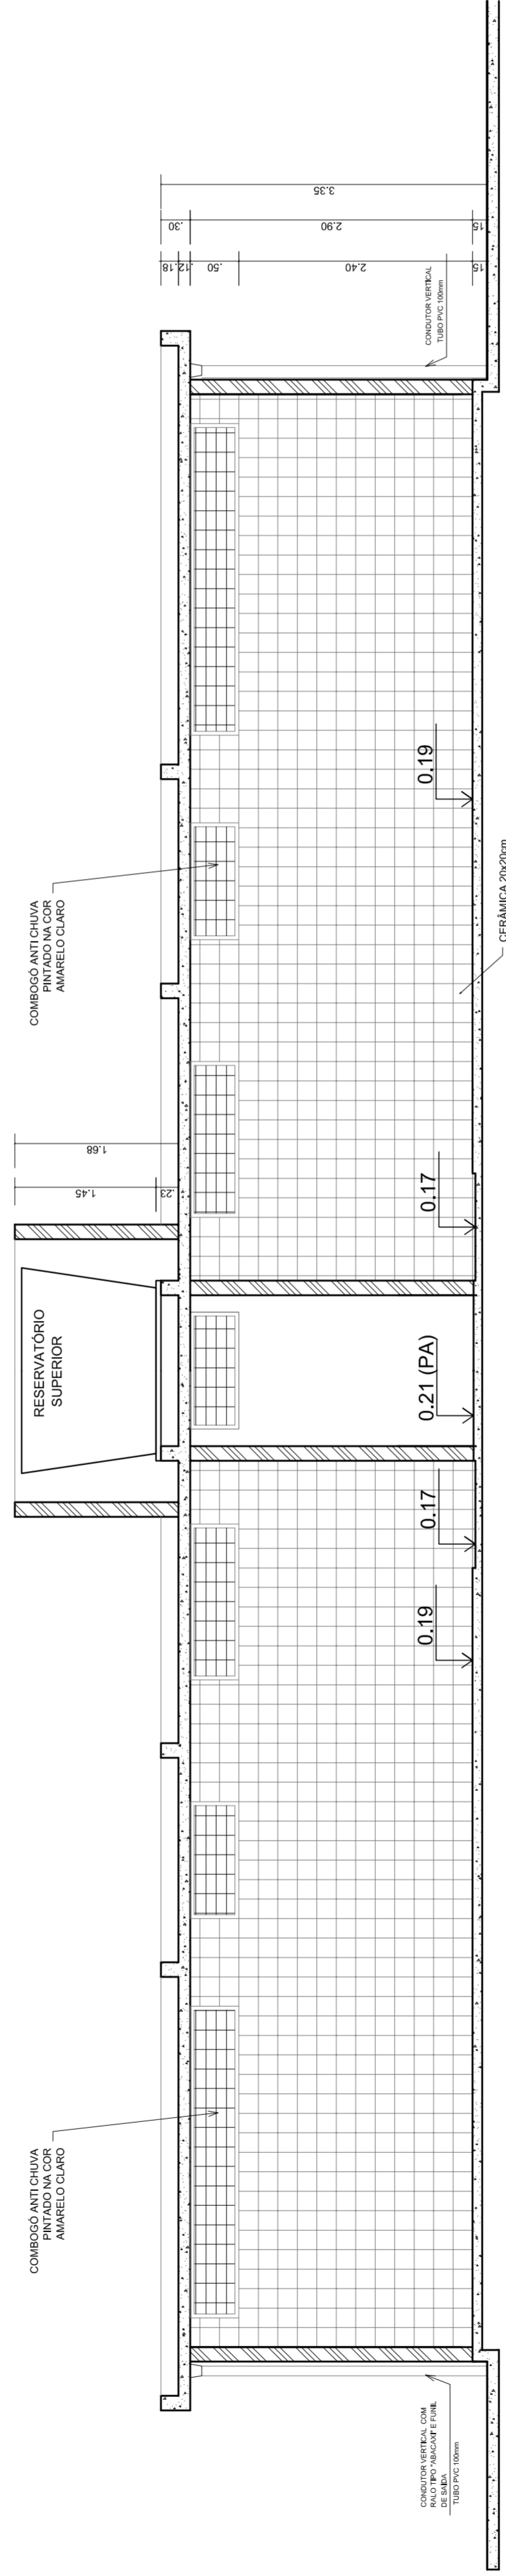 3.35
.30
2.90
.15
.18
.12
.50
2.40
.15
CONDUTOR VERTICAL
TUBO PVC 100mm
0.19
COMBOGÓ ANTI CHUVA
PINTADO NA COR
AMARELO CLARO
CERÂMICA 20x20cm
1.68
1.45
.23
0.17
RESERVATÓRIO
SUPERIOR
0.21 (PA)
0.17
0.19
COMBOGÓ ANTI CHUVA
PINTADO NA COR
AMARELO CLARO
CONDUTOR VERTICAL COM
RALO TIPO "ABACAXI" E FUNIL
DE SAÍDA
TUBO PVC 100mm